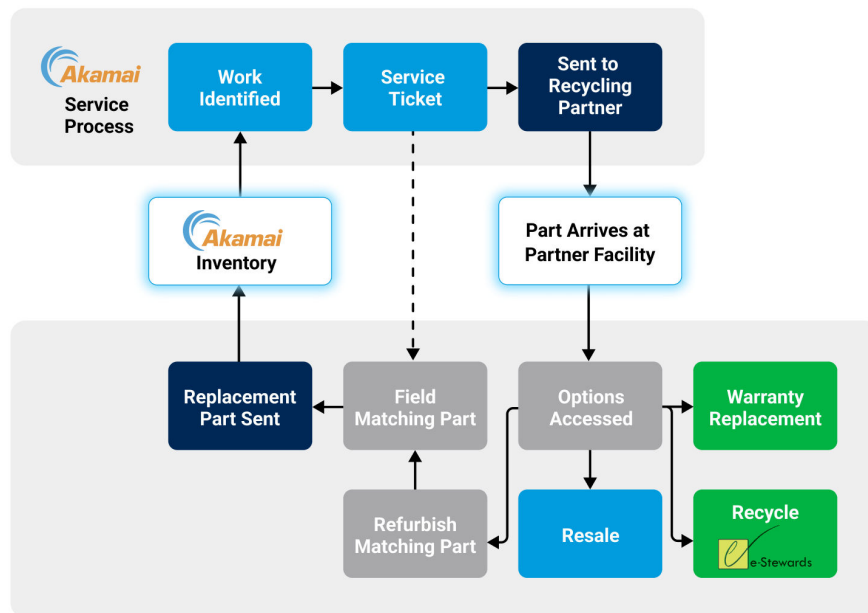 Akamai
Service
Process
Work
Identified
Service
Ticket
Sent to
Recycling
Partner
Akamai
Inventory
Part Arrives at
Partner Facility
Replacement
Part Sent
Field
Matching Part
Options
Accessed
Warranty
Replacement
Refurbish
Matching Part
Resale
Recycle
e-Stewards